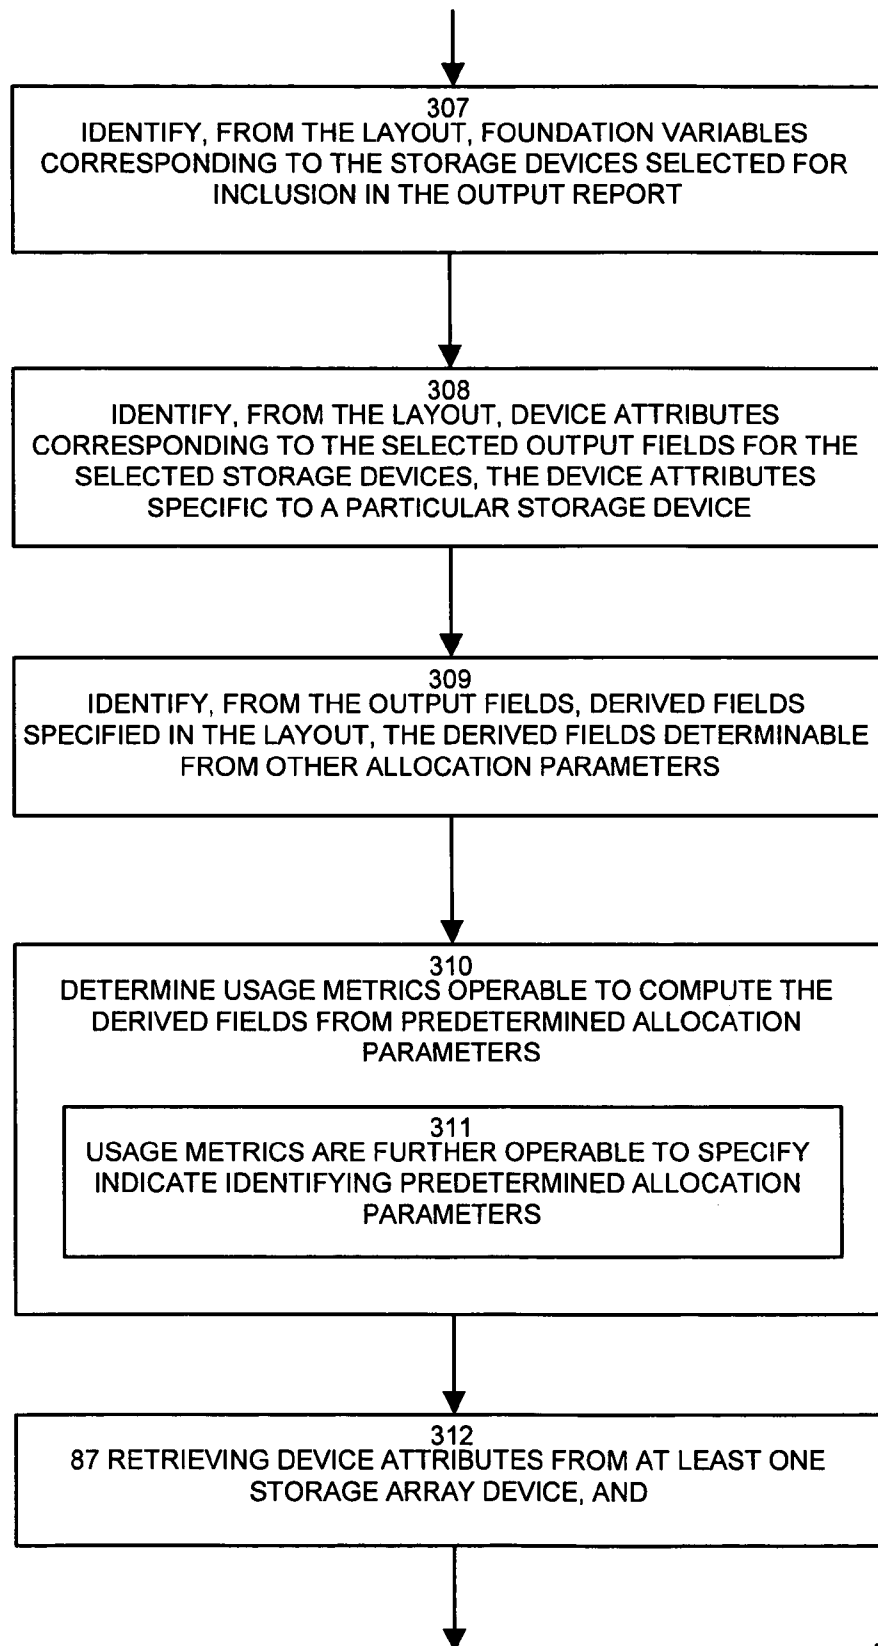 307
IDENTIFY, FROM THE LAYOUT, FOUNDATION VARIABLES
CORRESPONDING TO THE STORAGE DEVICES SELECTED FOR
INCLUSION IN THE OUTPUT REPORT
308
IDENTIFY, FROM THE LAYOUT, DEVICE ATTRIBUTES
CORRESPONDING TO THE SELECTED OUTPUT FIELDS FOR THE
SELECTED STORAGE DEVICES, THE DEVICE ATTRIBUTES
SPECIFIC TO A PARTICULAR STORAGE DEVICE
309
IDENTIFY, FROM THE OUTPUT FIELDS, DERIVED FIELDS
SPECIFIED IN THE LAYOUT, THE DERIVED FIELDS DETERMINABLE
FROM OTHER ALLOCATION PARAMETERS
310
DETERMINE USAGE METRICS OPERABLE TO COMPUTE THE
DERIVED FIELDS FROM PREDETERMINED ALLOCATION
PARAMETERS
311
USAGE METRICS ARE FURTHER OPERABLE TO SPECIFY
INDICATE IDENTIFYING PREDETERMINED ALLOCATION
PARAMETERS
312
87 RETRIEVING DEVICE ATTRIBUTES FROM AT LEAST ONE
STORAGE ARRAY DEVICE, AND